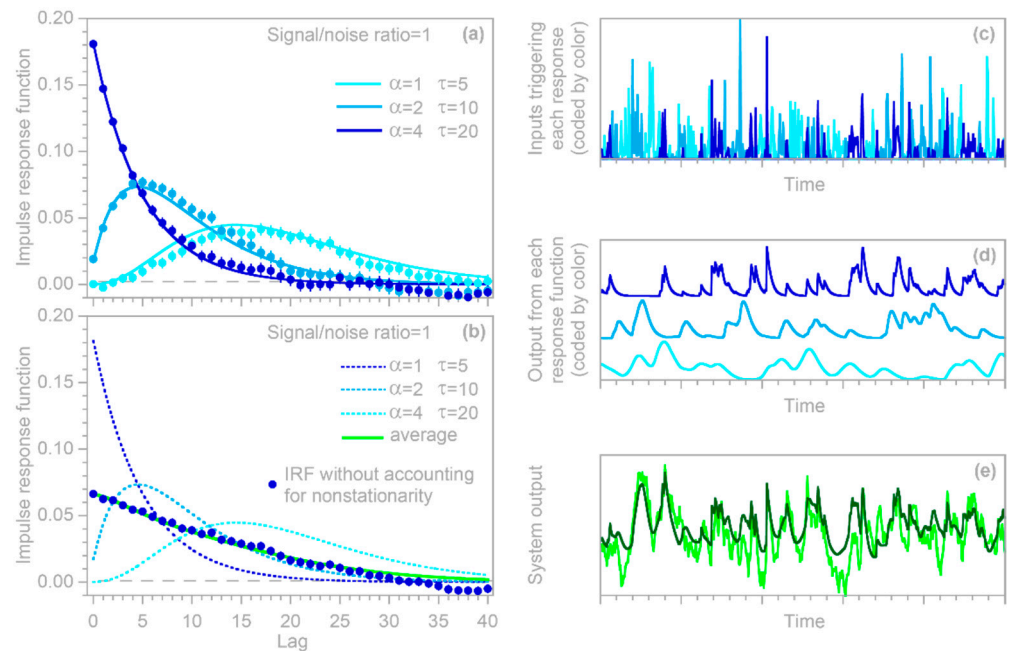 Signal/noise ratio=1 (a)
α=1 τ=5
α=2 τ=10
α=4 τ=20
Impulse response function
0.20
0.15
0.10
0.05
0.00
Signal/noise ratio=1 (b)
α=1 τ=5
α=2 τ=10
α=4 τ=20
average
IRF without accounting
for nonstationarity
Impulse response function
0.20
0.15
0.10
0.05
0.00
0 5 10 15 20 25 30 35 40
Lag
(c)
Inputs triggering
each response
(coded by color)
Time
(d)
Output from each
response function
(coded by color)
Time
(e)
System output
Time